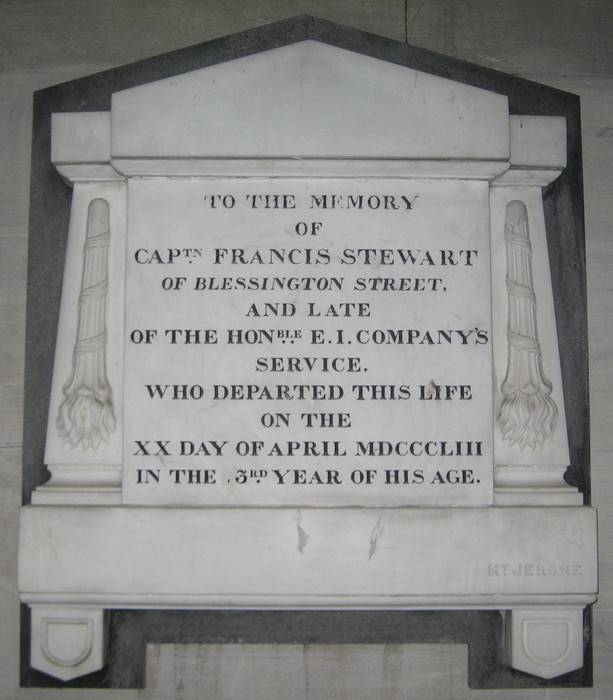 TO THE MEMORY
OF
CAPTN FRANCIS STEWART
OF BLESSINGTON STREET,
AND LATE
OF THE HONBLE E.I. COMPANY'S
SERVICE.
WHO DEPARTED THIS LIFE
ON THE
XX DAY OF APRIL MDCCCLIII
IN THE 3RD YEAR OF HIS AGE.
MT JEROME